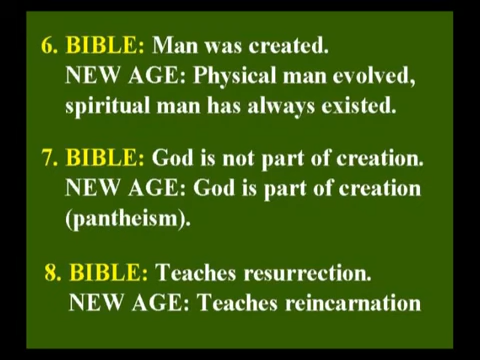 6. BIBLE: Man was created.
NEW AGE: Physical man evolved,
spiritual man has always existed.
7. BIBLE: God is not part of creation.
NEW AGE: God is part of creation
(pantheism).
8. BIBLE: Teaches resurrection.
NEW AGE: Teaches reincarnation